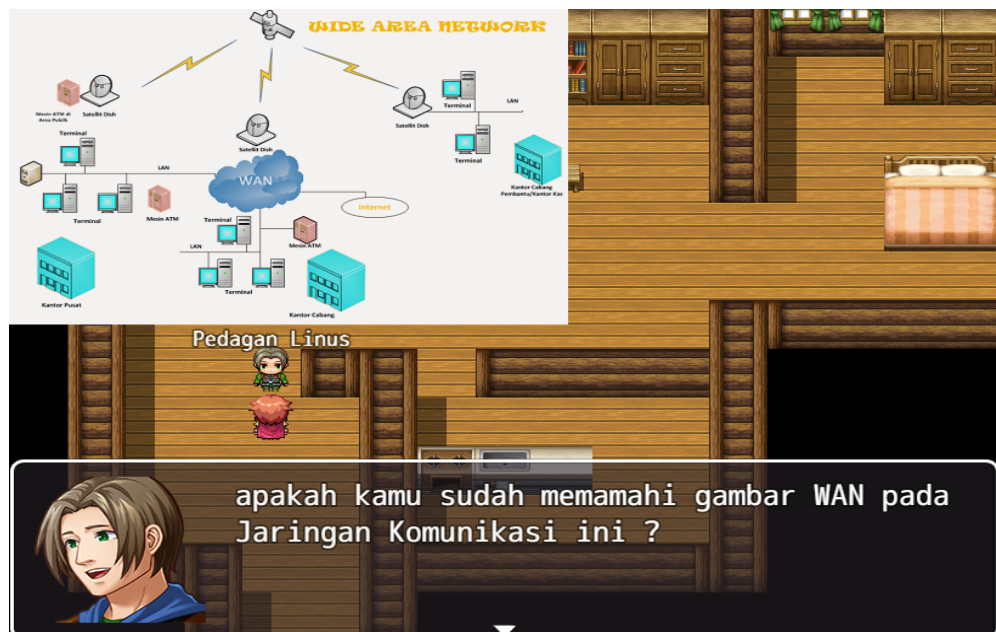 WIDE AREA NETWORK
Mesin ATM di
Area Publik
Satellit Dish
Terminal
LAN
Satellit Dish
Terminal
LAN
Satellit Dish
Terminal
Kantor Cabang
Pembantu/Kantor Kas
WAN
Internet
Terminal
Mesin ATM
Terminal
LAN
Mesin ATM
Terminal
Kantor Pusat
Kantor Cabang
Pedagan Linus
apakah kamu sudah memamahi gambar WAN pada
Jaringan Komunikasi ini ?